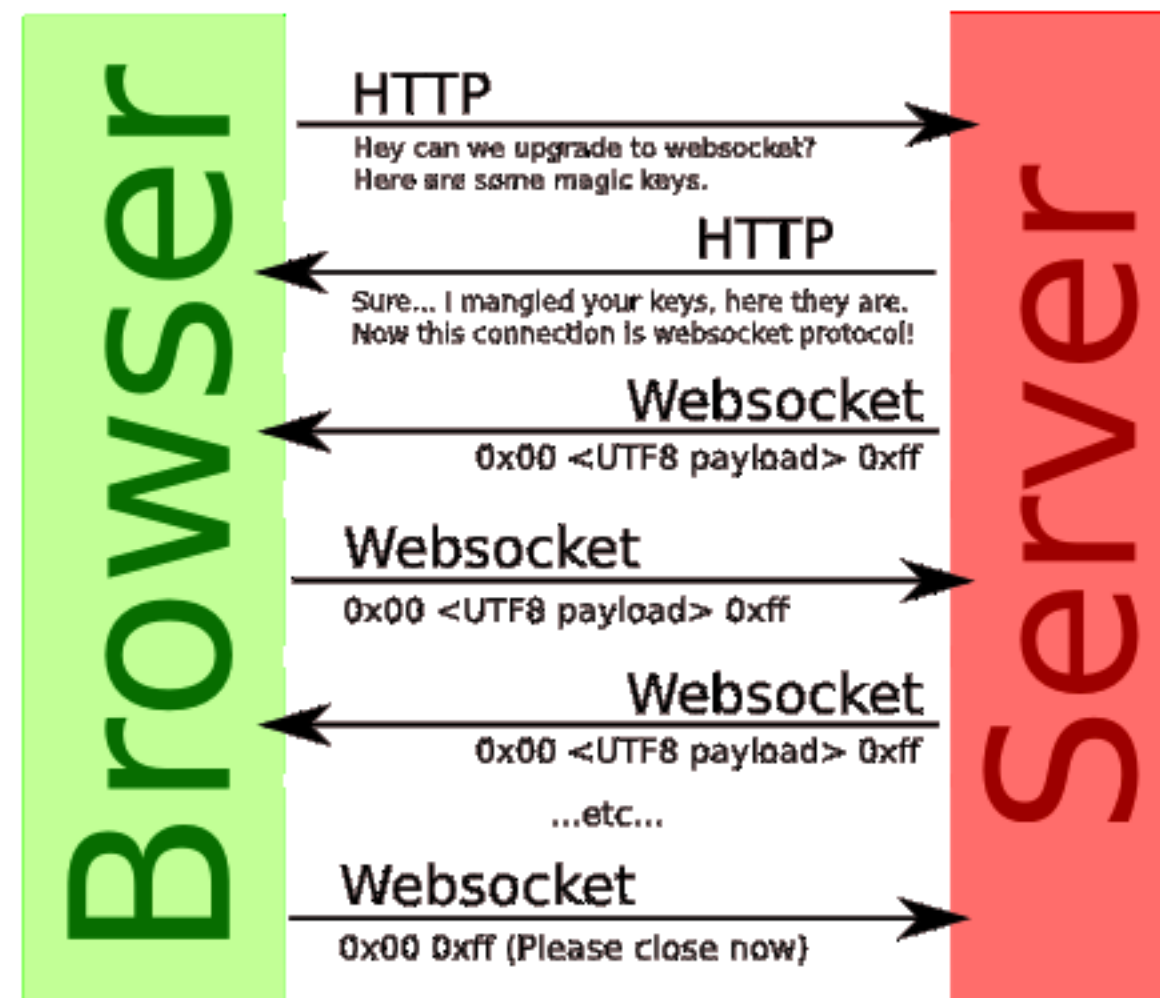 Browser
Server
HTTP
Hey can we upgrade to websocket?
Here are some magic keys.
HTTP
Sure... I mangled your keys, here they are.
Now this connection is websocket protocol!
Websocket
0x00 <UTF8 payload> 0xff
Websocket
0x00 <UTF8 payload> 0xff
Websocket
0x00 <UTF8 payload> 0xff
...etc...
Websocket
0x00 0xff (Please close now)